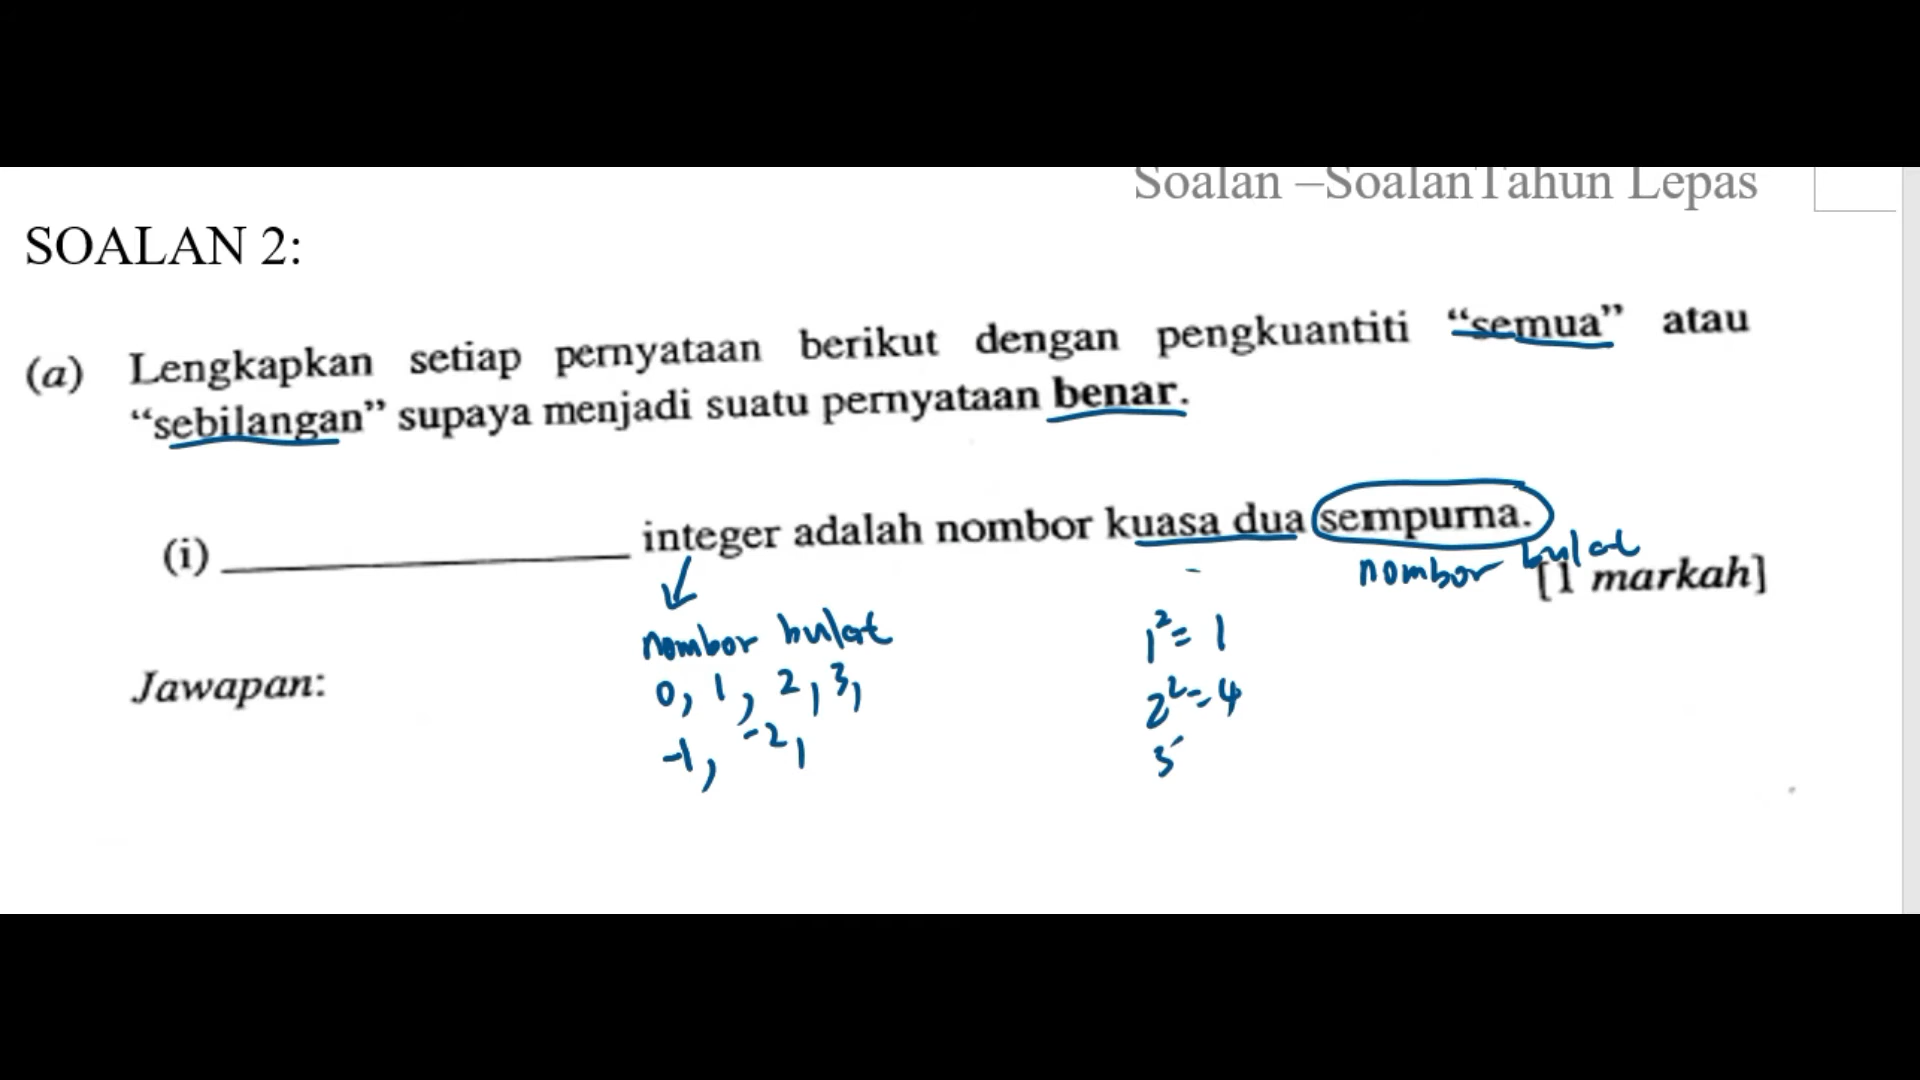 Soalan –SoalanTahun Lepas
SOALAN 2:
(a) Lengkapkan setiap pernyataan berikut dengan pengkuantiti “semua” atau
“sebilangan” supaya menjadi suatu pernyataan benar.
(i) ________________ integer adalah nombor kuasa dua sempurna.
nombor bulat
[1 markah]
nombor bulat
0, 1, 2, 3,
-1, -2,
1² = 1
2² = 4
3
Jawapan: